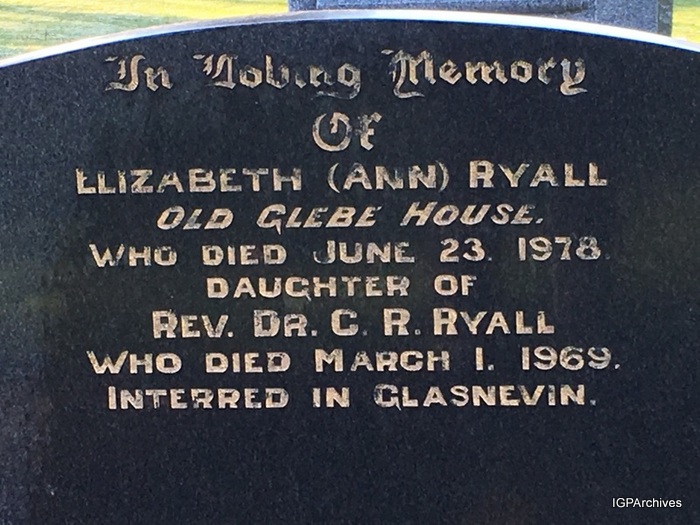 In Loving Memory
Of
ELIZABETH (ANN) RYALL
OLD GLEBE HOUSE.
WHO DIED JUNE 23. 1978.
DAUGHTER OF
REV. DR. C. R. RYALL
WHO DIED MARCH 1. 1969.
INTERRED IN GLASNEVIN.
IGPArchives